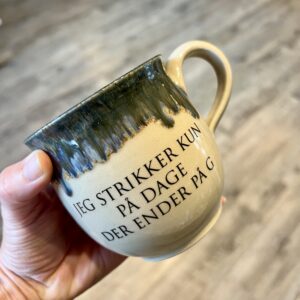 JEG STRIKKER KUN
PÅ DAGE
DER ENDER PÅ G